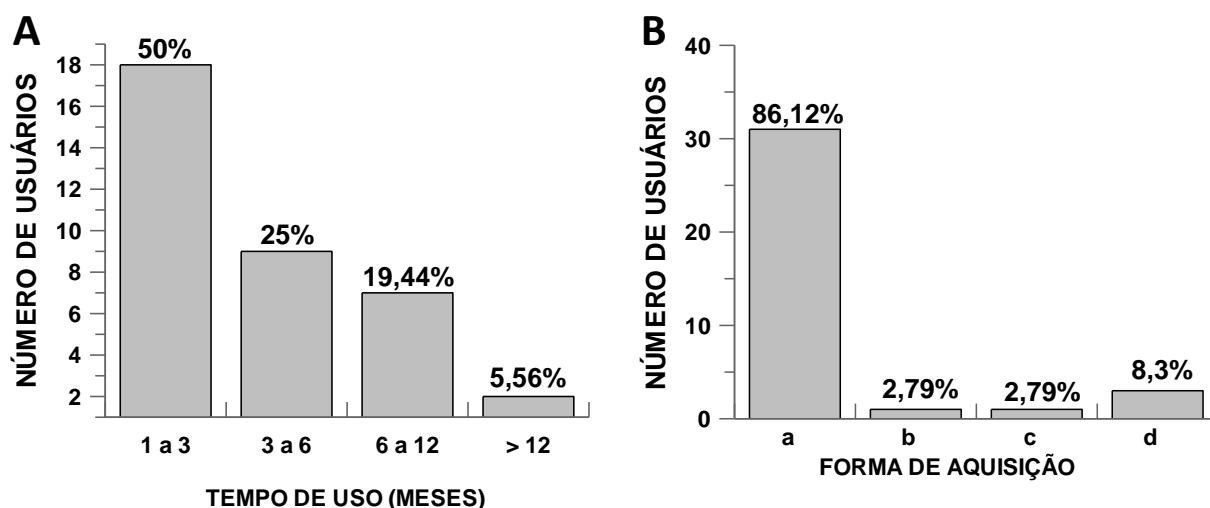 A
NÚMERO DE USUÁRIOS
18
16
14
12
10
8
6
4
2
50%
25%
19,44%
5,56%
1 a 3
3 a 6
6 a 12
> 12
TEMPO DE USO (MESES)
B
NÚMERO DE USUÁRIOS
40
30
20
10
0
86,12%
2,79%
2,79%
8,3%
a
b
c
d
FORMA DE AQUISIÇÃO